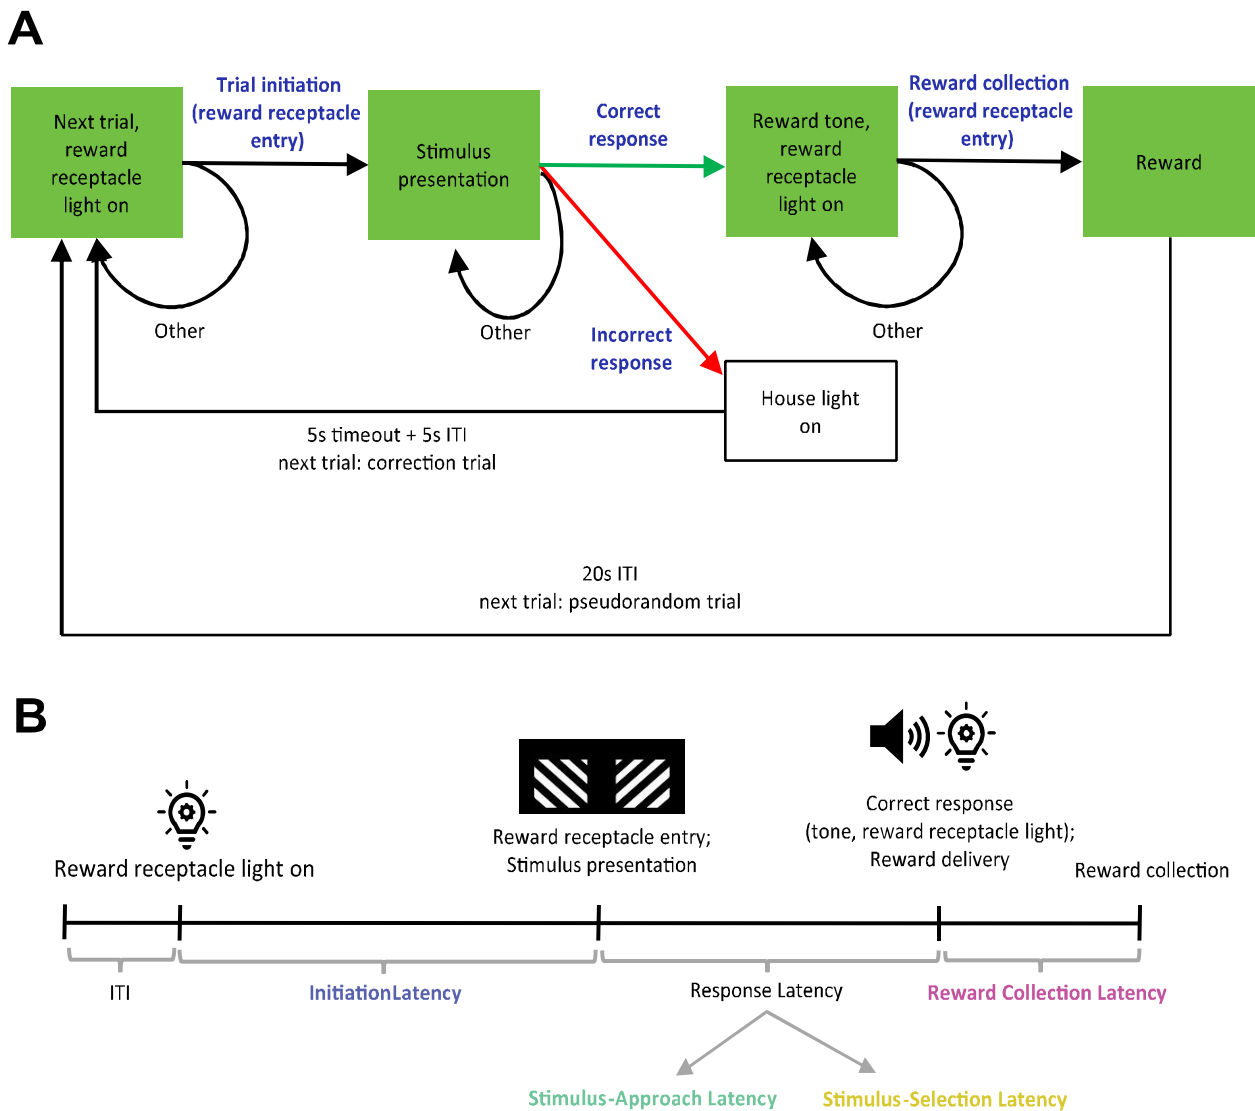 A
Trial initiation
(reward receptacle
entry)
Correct
response
Reward collection
(reward receptacle
entry)
Next trial,
reward
receptacle
light on
Stimulus
presentation
Reward tone,
reward
receptacle
light on
Reward
Other
Other
Other
Incorrect
response
House light
on
5s timeout + 5s ITI
next trial: correction trial
20s ITI
next trial: pseudorandom trial
B
Reward receptacle light on
Reward receptacle entry;
Stimulus presentation
Correct response
(tone, reward receptacle light);
Reward delivery
Reward collection
ITI
InitiationLatency
Response Latency
Reward Collection Latency
Stimulus-Approach Latency
Stimulus-Selection Latency